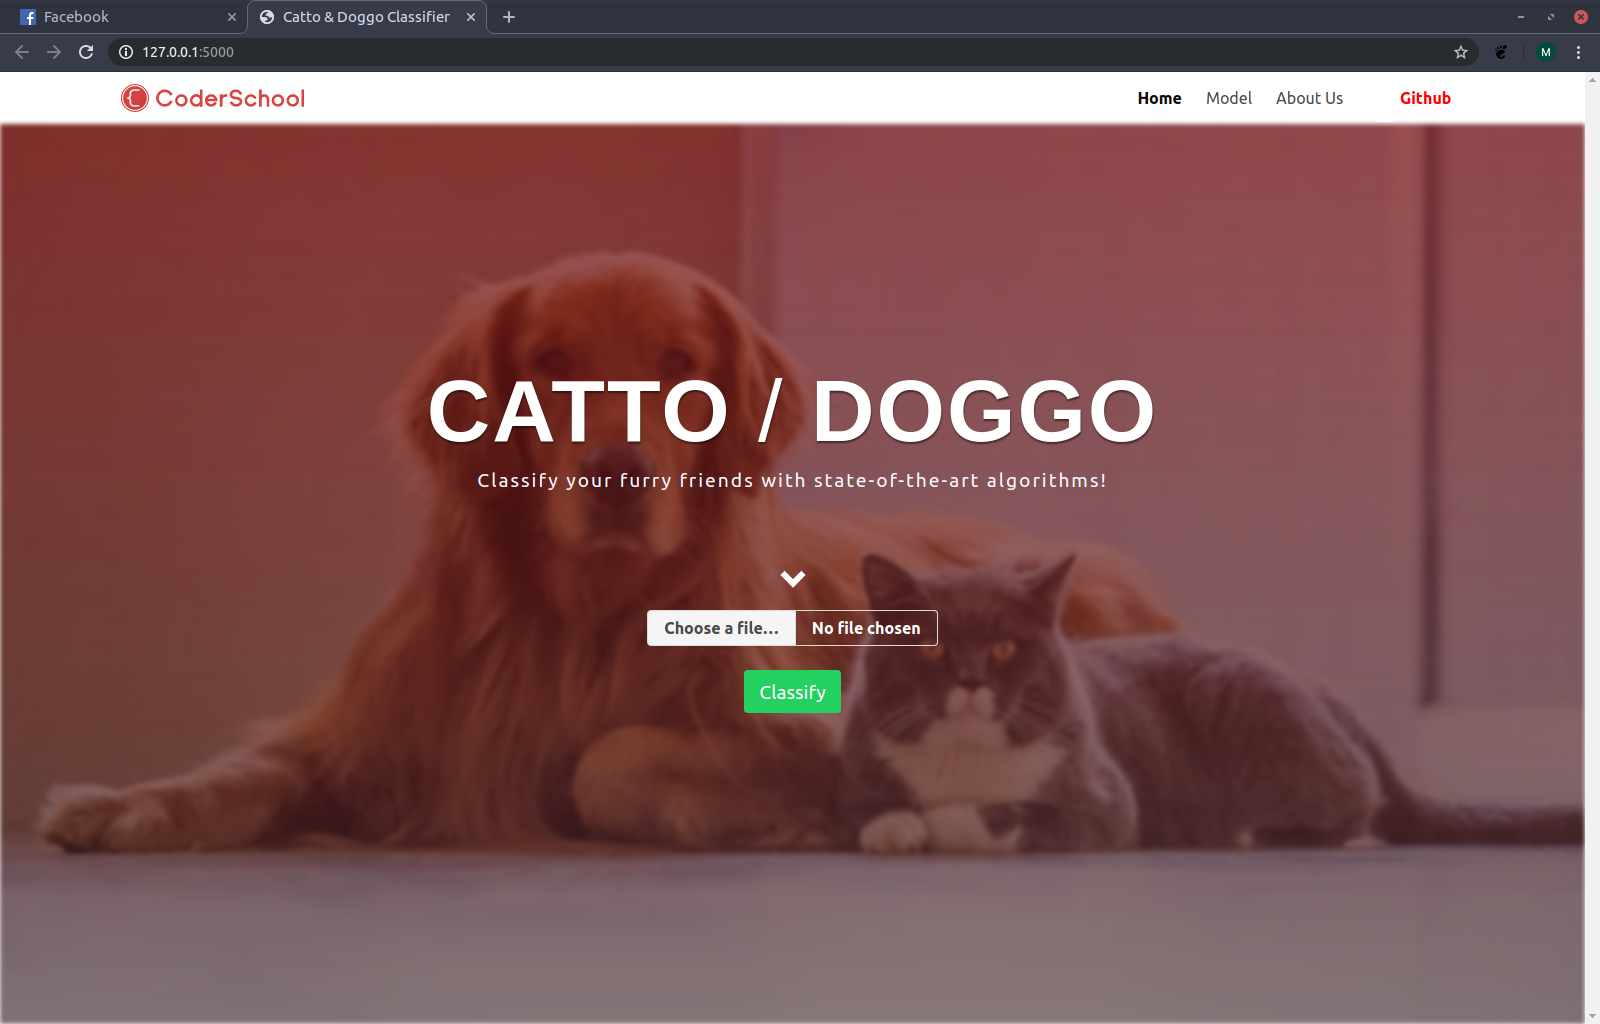 Facebook
Catto & Doggo Classifier
127.0.0.1:5000
M
CoderSchool
Home
Model
About Us
Github
CATTO / DOGGO
Classify your furry friends with state-of-the-art algorithms!
Choose a file…
No file chosen
Classify